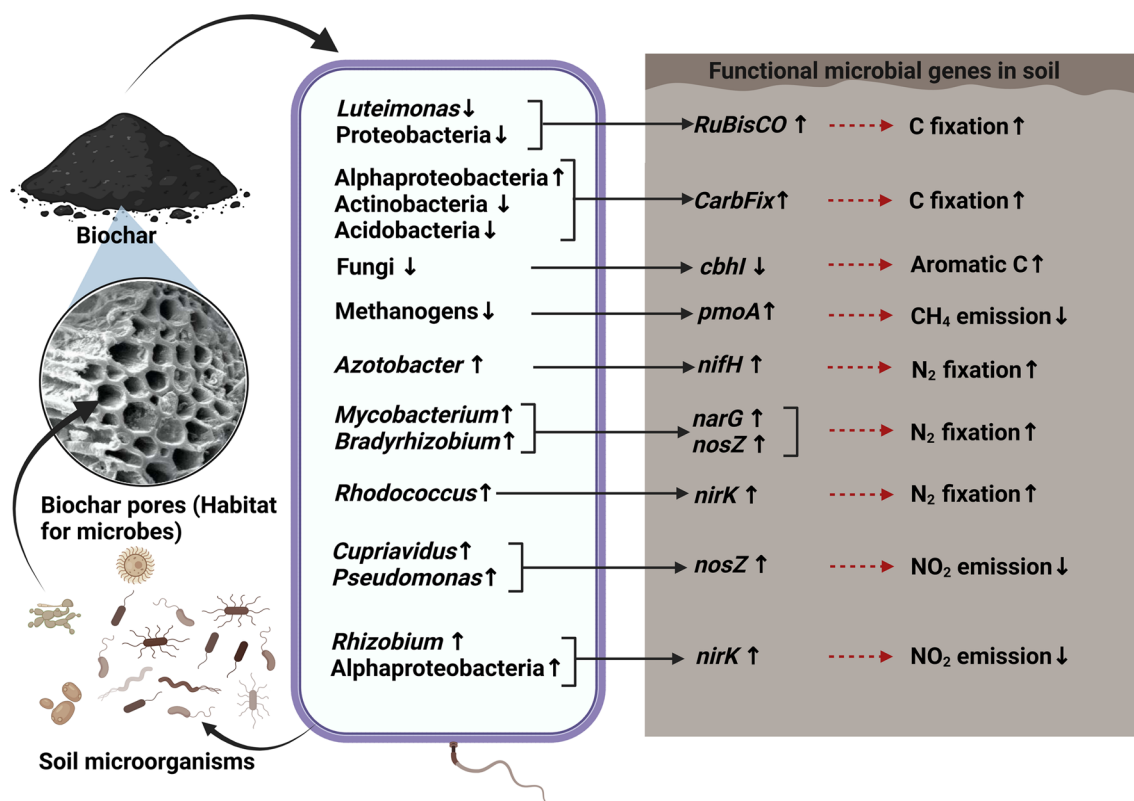 Functional microbial genes in soil
Luteimonas↓
Proteobacteria↓
RuBisCO ↑
C fixation↑
Alphaproteobacteria↑
Actinobacteria ↓
Acidobacteria↓
CarbFix↑
C fixation↑
Biochar
Fungi ↓
cbhI ↓
Aromatic C↑
Methanogens↓
pmoA↑
CH₄ emission↓
Azotobacter ↑
nifH ↑
N₂ fixation↑
Mycobacterium↑
Bradyrhizobium↑
narG ↑
nosZ ↑
N₂ fixation↑
Biochar pores (Habitat
for microbes)
Rhodococcus↑
nirK ↑
N₂ fixation↑
Cupriavidus↑
Pseudomonas↑
nosZ ↑
NO₂ emission↓
Rhizobium ↑
Alphaproteobacteria↑
nirK ↑
NO₂ emission↓
Soil microorganisms